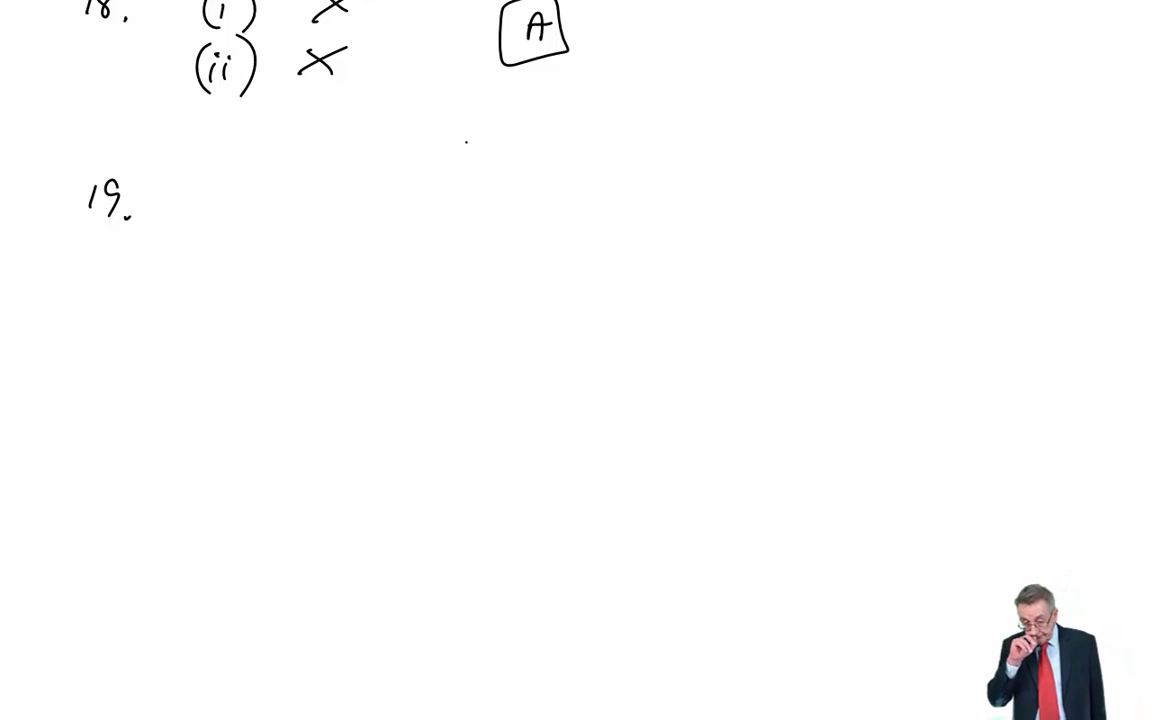 18. (i) X A
(ii) X
19.